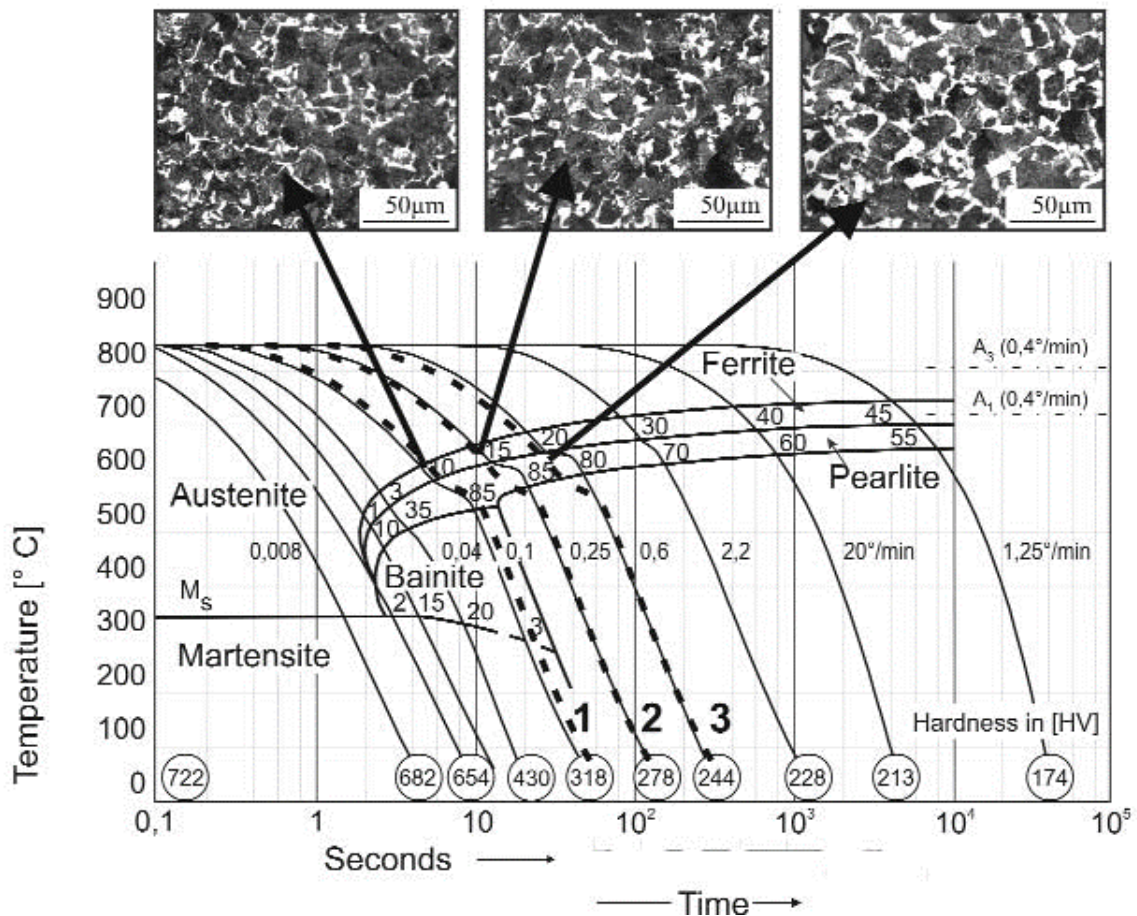 50µm
50µm
50µm
900
800
700
600
500
400
300
200
100
0
Temperature [° C]
A₃ (0,4°/min)
A₁ (0,4°/min)
Ferrite
Pearlite
Austenite
Bainite
Mₛ
Martensite
10 15 20 30 40 45
3 85 85 80 70 60 55
1 35
10
0,008 0,04 0,1 0,25 0,6 2,2 20°/min 1,25°/min
2 15 20 3
1 2 3
Hardness in [HV]
722 682 654 430 318 278 244 228 213 174
0,1 1 10 10² 10³ 10⁴ 10⁵
Seconds
Time